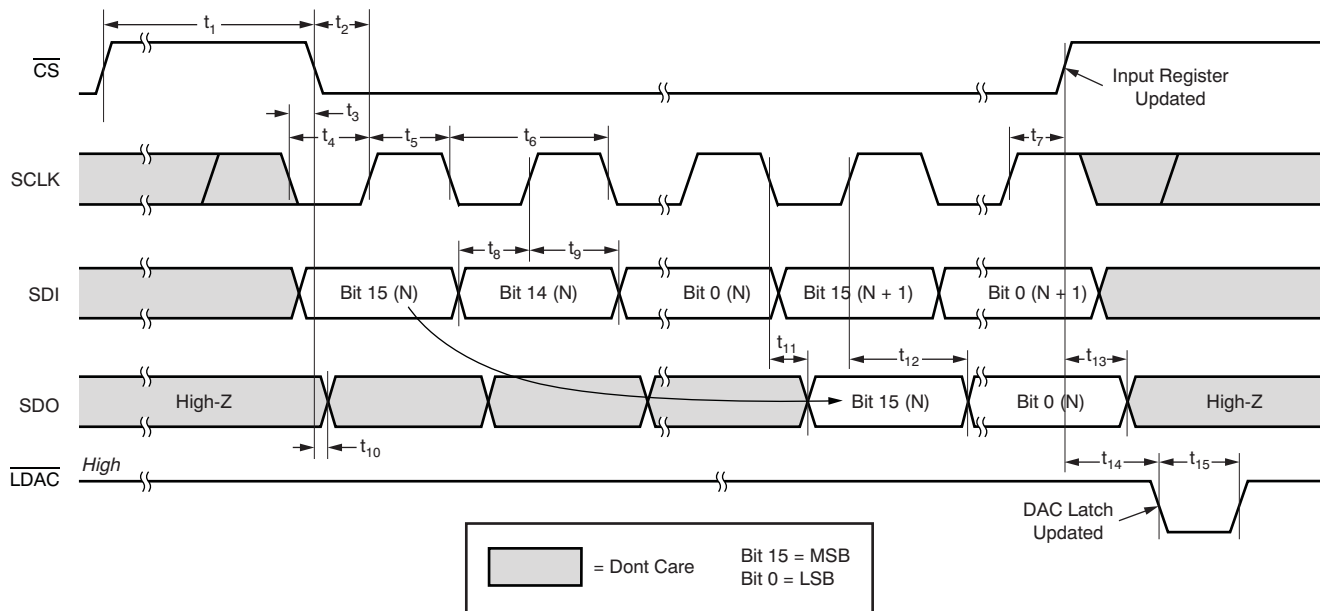 t1
t2
CS
Input Register
Updated
t3
t4
t5
t6
t7
SCLK
t8
t9
SDI
Bit 15 (N)
Bit 14 (N)
Bit 0 (N)
Bit 15 (N + 1)
Bit 0 (N + 1)
t11
t12
t13
SDO
High-Z
Bit 15 (N)
Bit 0 (N)
High-Z
t10
LDAC
High
t14
t15
DAC Latch
Updated
= Dont Care
Bit 15 = MSB
Bit 0 = LSB